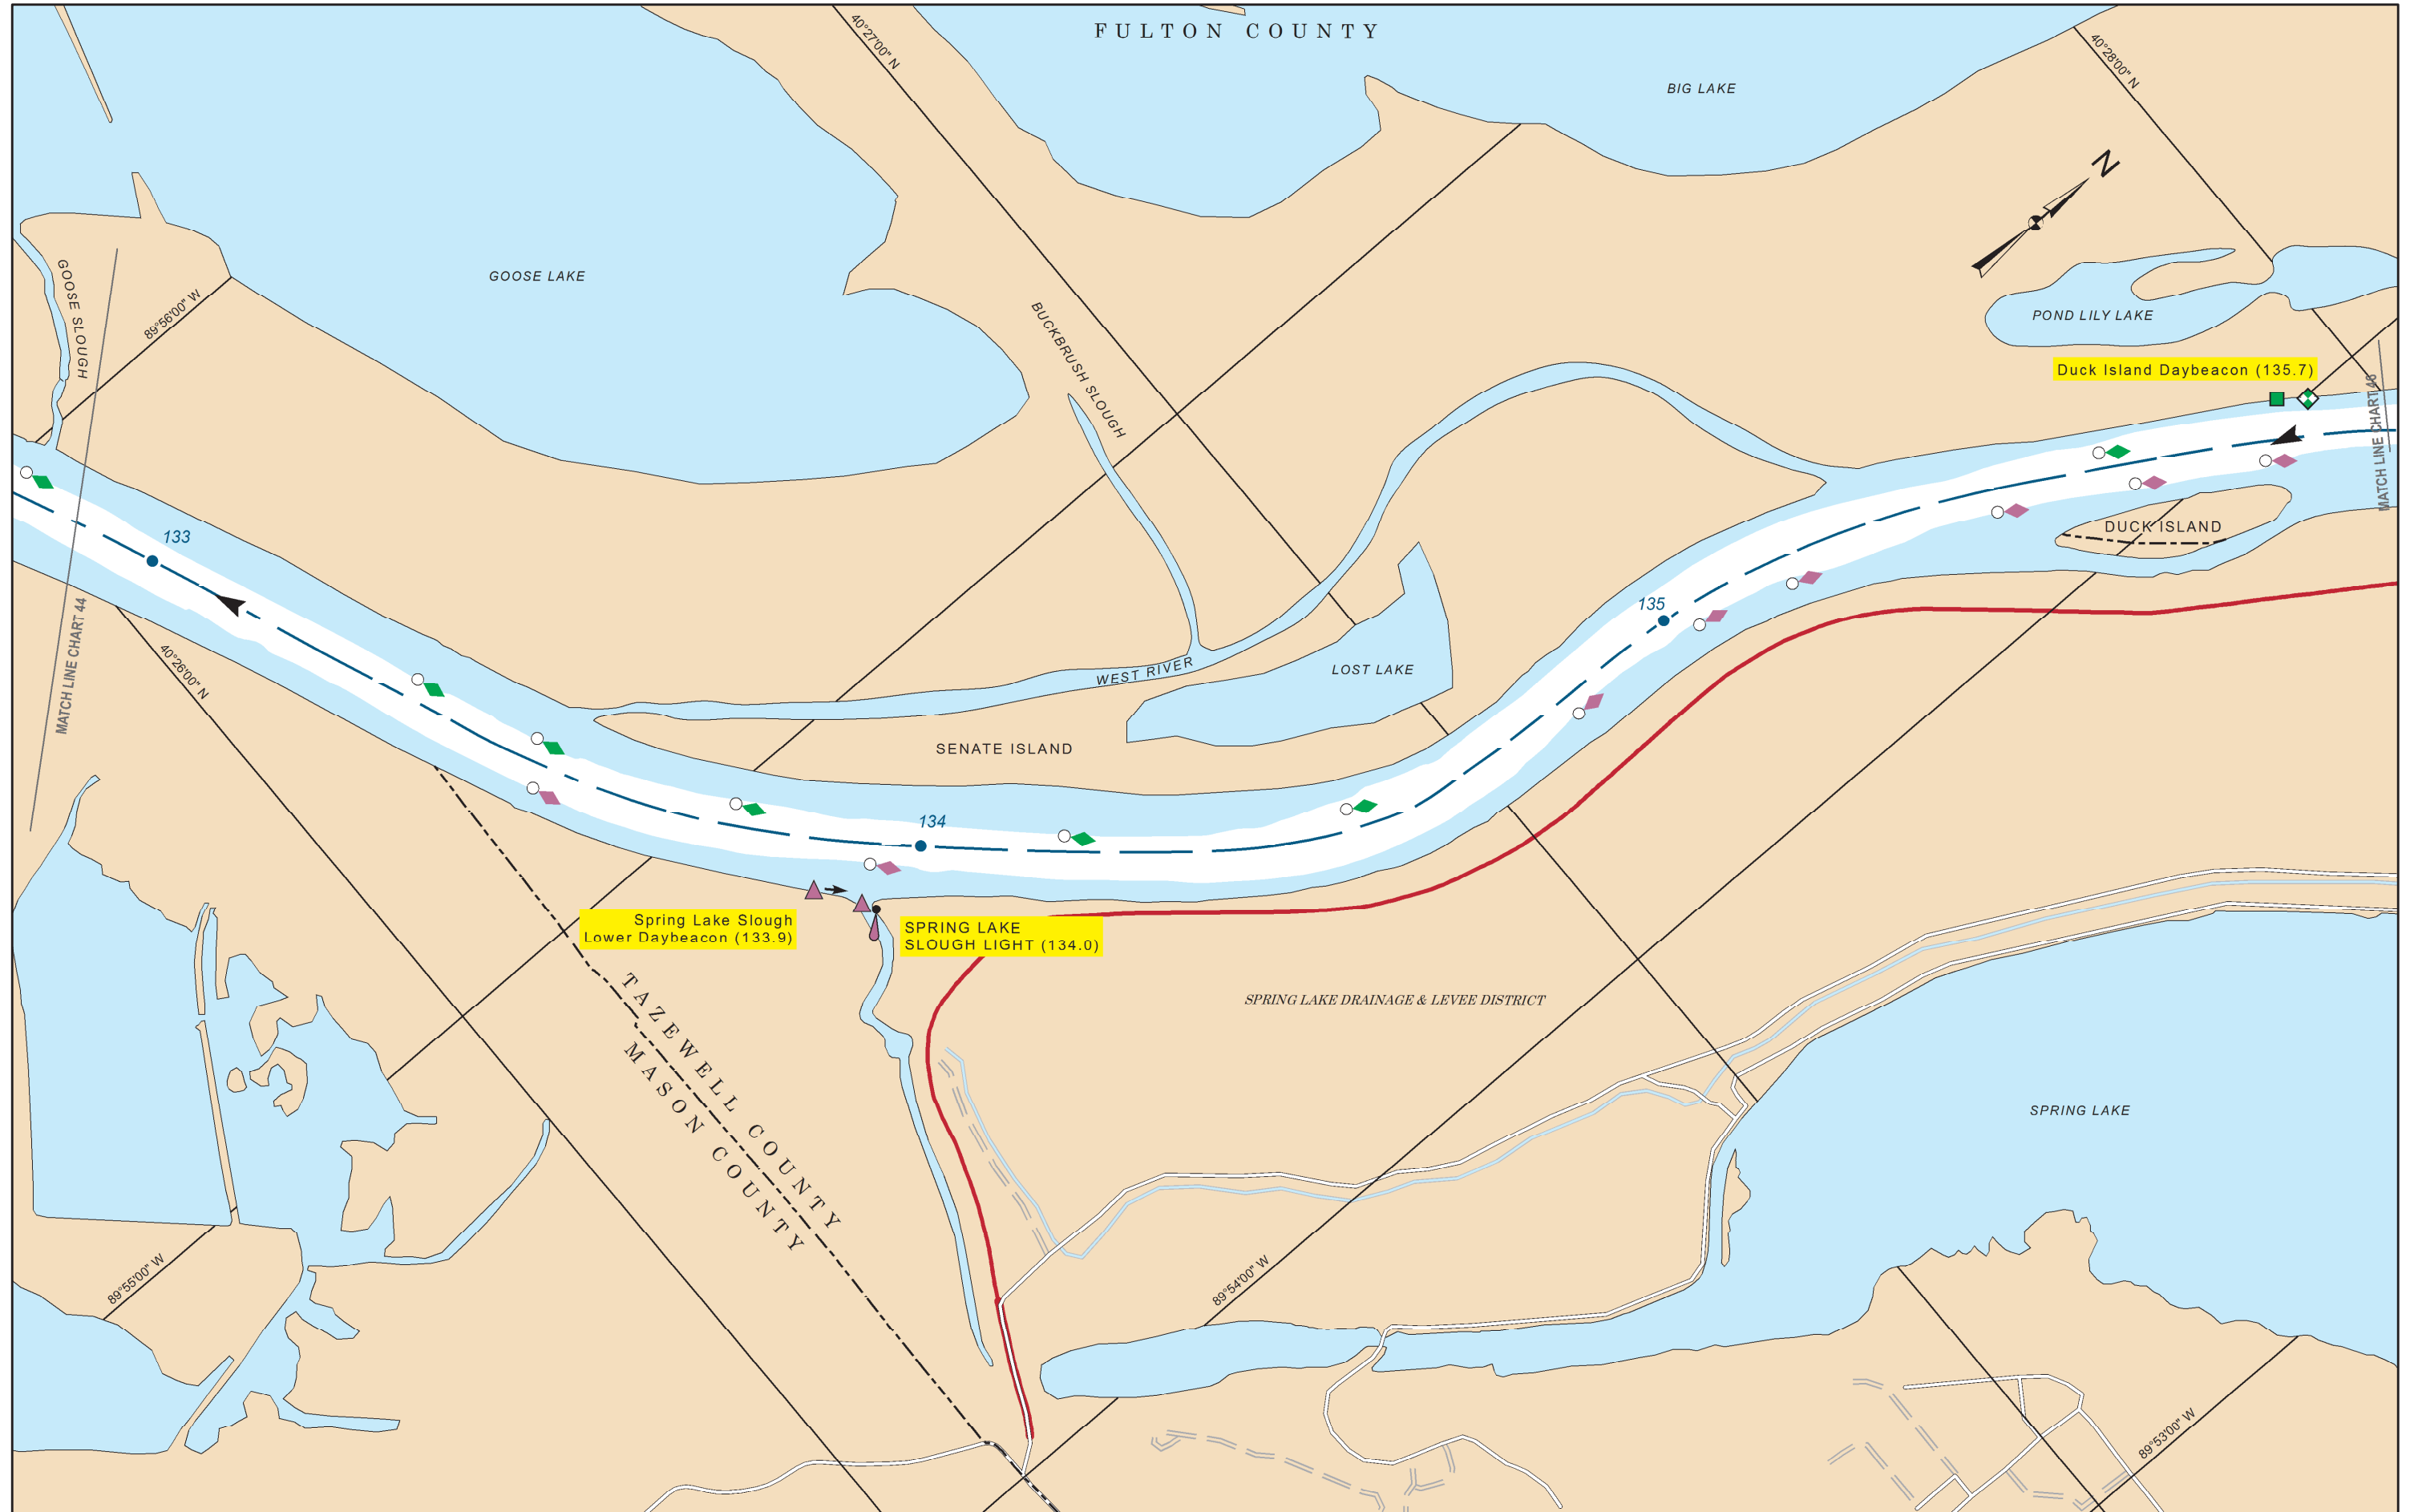 FULTON COUNTY
40°27'00" N
40°28'00" N
BIG LAKE
N
GOOSE SLOUGH
GOOSE LAKE
89°56'00" W
BUCKBRUSH SLOUGH
POND LILY LAKE
Duck Island Daybeacon (135.7)
MATCH LINE CHART 46
DUCK ISLAND
133
135
MATCH LINE CHART 44
40°26'00" N
WEST RIVER
LOST LAKE
SENATE ISLAND
134
Spring Lake Slough
Lower Daybeacon (133.9)
SPRING LAKE
SLOUGH LIGHT (134.0)
SPRING LAKE DRAINAGE & LEVEE DISTRICT
TAZEWELL COUNTY
MASON COUNTY
SPRING LAKE
89°55'00" W
89°54'00" W
89°53'00" W